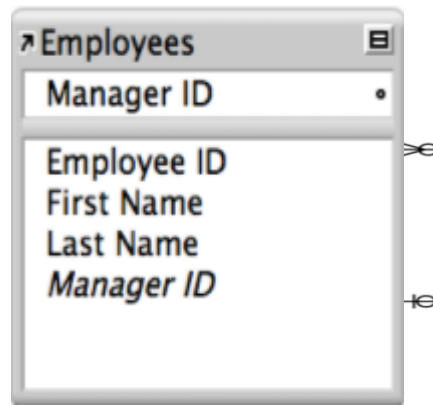 Employees
Manager ID
Employee ID
First Name
Last Name
Manager ID